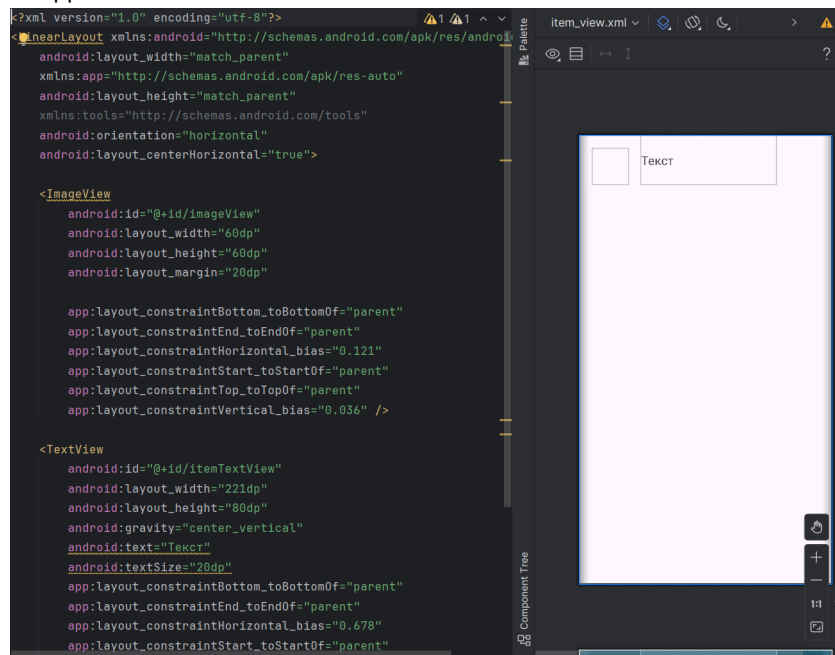 <?xml version="1.0" encoding="utf-8"?>
1 1
item_view.xml
<LinearLayout xmlns:android="http://schemas.android.com/apk/res/androi
Palette
android:layout_width="match_parent"
xmlns:app="http://schemas.android.com/apk/res-auto"
android:layout_height="match_parent"
xmlns:tools="http://schemas.android.com/tools"
android:orientation="horizontal"
android:layout_centerHorizontal="true">
<ImageView
android:id="@+id/imageView"
android:layout_width="60dp"
android:layout_height="60dp"
android:layout_margin="20dp"
app:layout_constraintBottom_toBottomOf="parent"
app:layout_constraintEnd_toEndOf="parent"
app:layout_constraintHorizontal_bias="0.121"
app:layout_constraintStart_toStartOf="parent"
app:layout_constraintTop_toTopOf="parent"
app:layout_constraintVertical_bias="0.036" />
<TextView
android:id="@+id/itemTextView"
android:layout_width="221dp"
android:layout_height="80dp"
android:gravity="center_vertical"
android:text="Текст"
android:textSize="20dp"
app:layout_constraintBottom_toBottomOf="parent"
app:layout_constraintEnd_toEndOf="parent"
app:layout_constraintHorizontal_bias="0.678"
app:layout_constraintStart_toStartOf="parent"
Текст
Component Tree
1:1